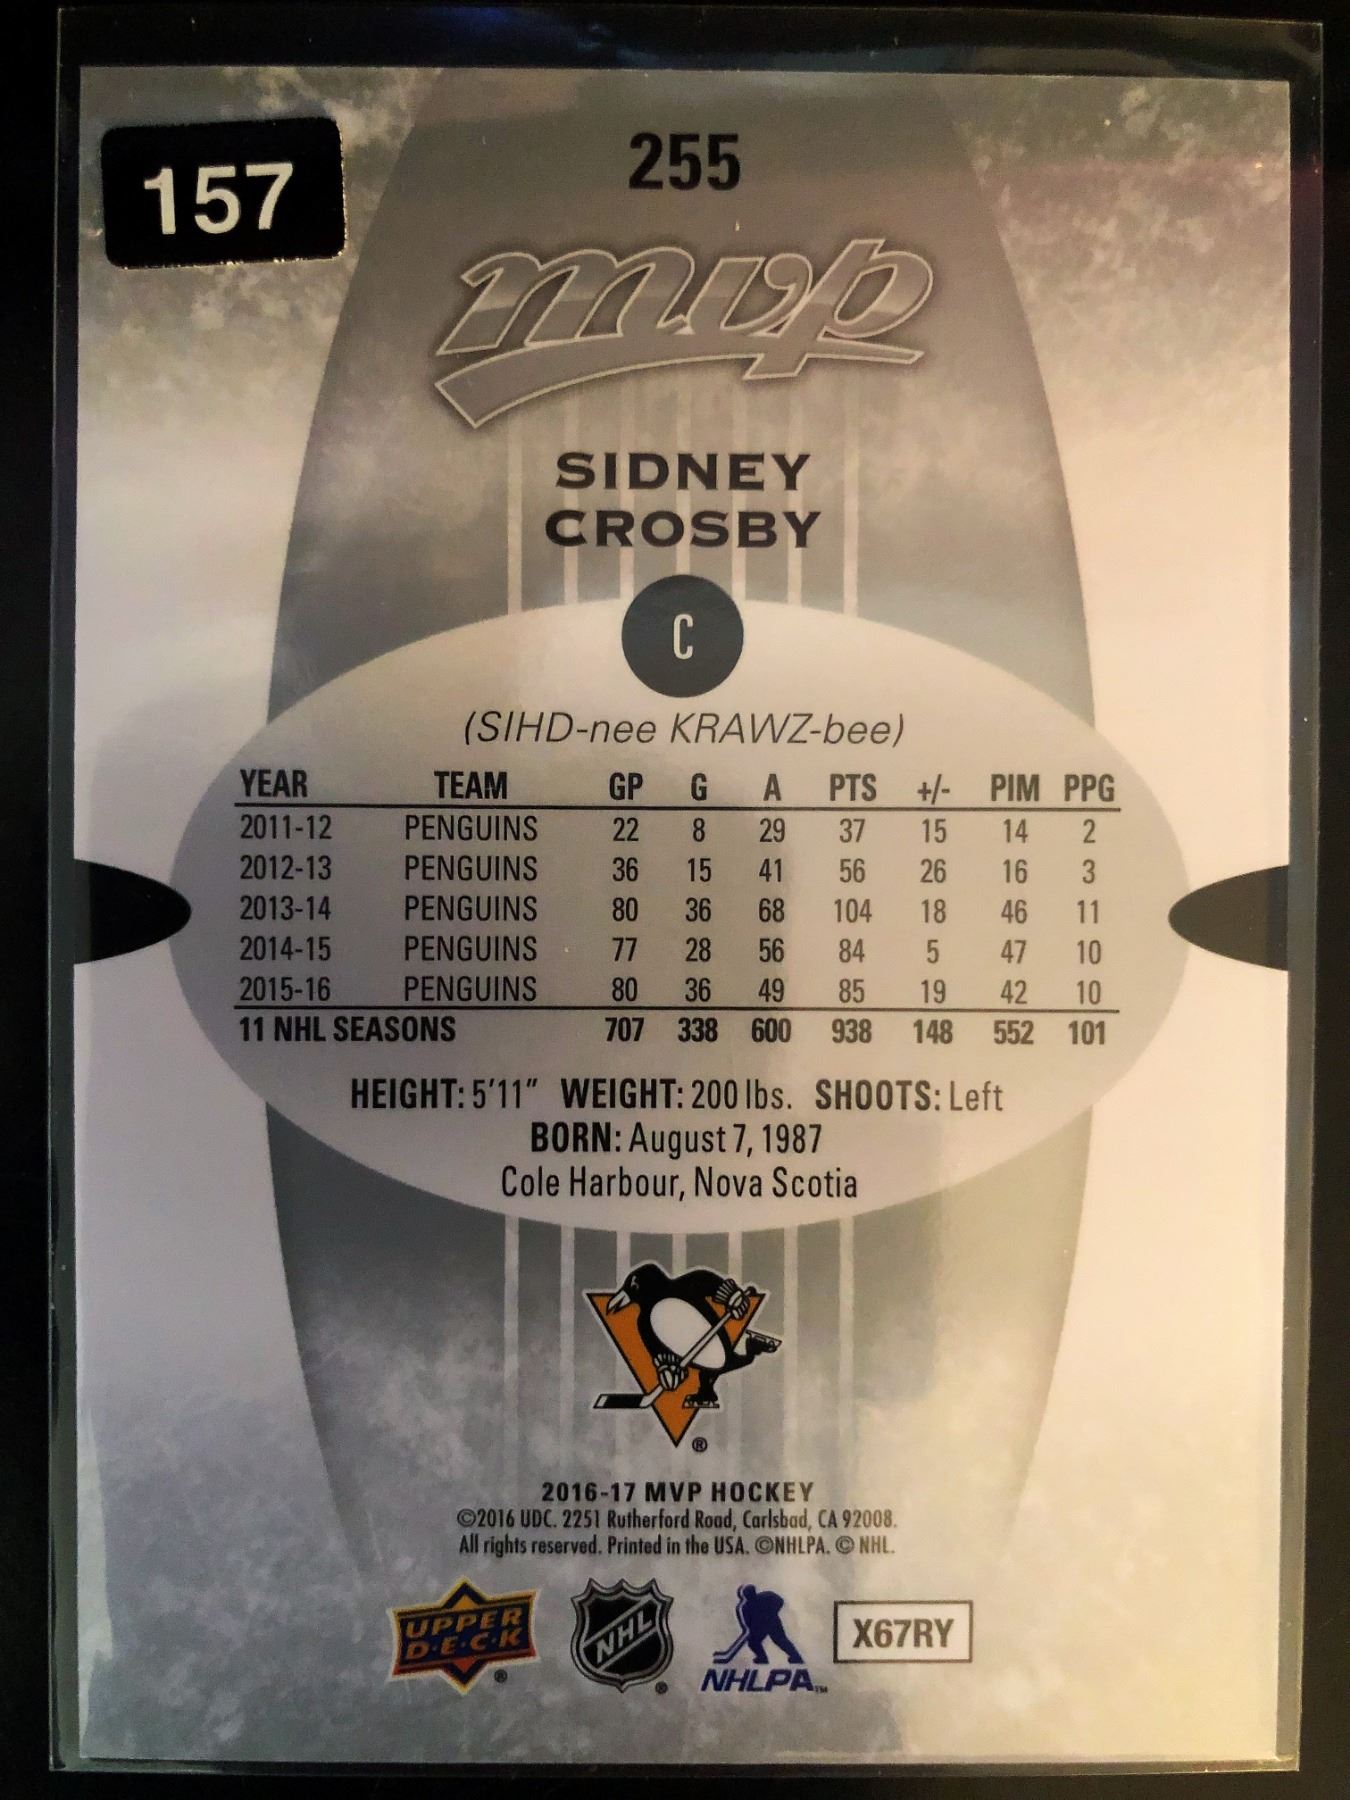 157
255
mvp
SIDNEY
CROSBY
C
(SIHD-nee KRAWZ-bee)
YEAR TEAM GP G A PTS +/- PIM PPG
2011-12 PENGUINS 22 8 29 37 15 14 2
2012-13 PENGUINS 36 15 41 56 26 16 3
2013-14 PENGUINS 80 36 68 104 18 46 11
2014-15 PENGUINS 77 28 56 84 5 47 10
2015-16 PENGUINS 80 36 49 85 19 42 10
11 NHL SEASONS 707 338 600 938 148 552 101
HEIGHT: 5'11" WEIGHT: 200 lbs. SHOOTS: Left
BORN: August 7, 1987
Cole Harbour, Nova Scotia
®
2016-17 MVP HOCKEY
©2016 UDC. 2251 Rutherford Road, Carlsbad, CA 92008.
All rights reserved. Printed in the USA. ©NHLPA. © NHL.
UPPER
D·E·C·K ®
NHL ®
NHLPA™
X67RY